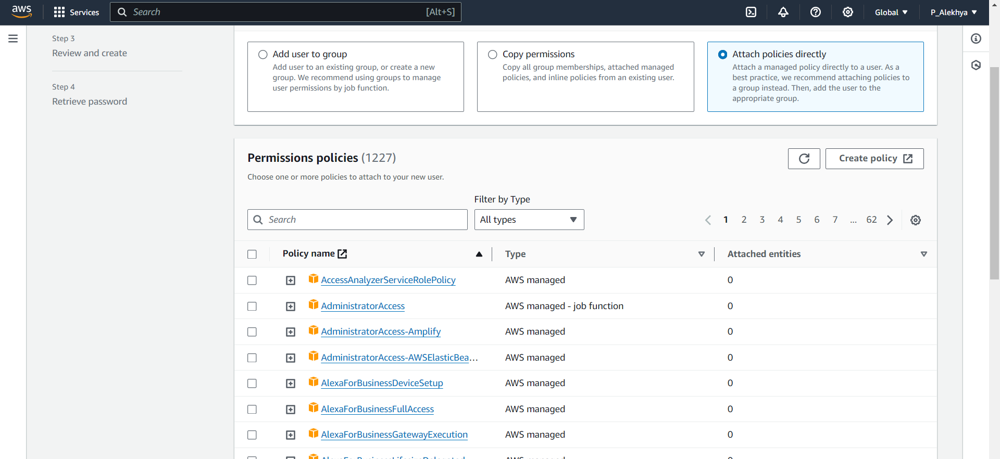 aws
Services
Search
[Alt+S]
Global
P_Alekhya
Step 3
Review and create
Step 4
Retrieve password
Add user to group
Add user to an existing group, or create a new
group. We recommend using groups to manage
user permissions by job function.
Copy permissions
Copy all group memberships, attached managed
policies, and inline policies from an existing user.
Attach policies directly
Attach a managed policy directly to a user. As a
best practice, we recommend attaching policies to
a group instead. Then, add the user to the
appropriate group.
Permissions policies (1227)
Create policy
Choose one or more policies to attach to your new user.
Filter by Type
Search
All types
1 2 3 4 5 6 7 ... 62
Policy name Type Attached entities
AccessAnalyzerServiceRolePolicy AWS managed 0
AdministratorAccess AWS managed - job function 0
AdministratorAccess-Amplify AWS managed 0
AdministratorAccess-AWSElasticBea... AWS managed 0
AlexaForBusinessDeviceSetup AWS managed 0
AlexaForBusinessFullAccess AWS managed 0
AlexaForBusinessGatewayExecution AWS managed 0